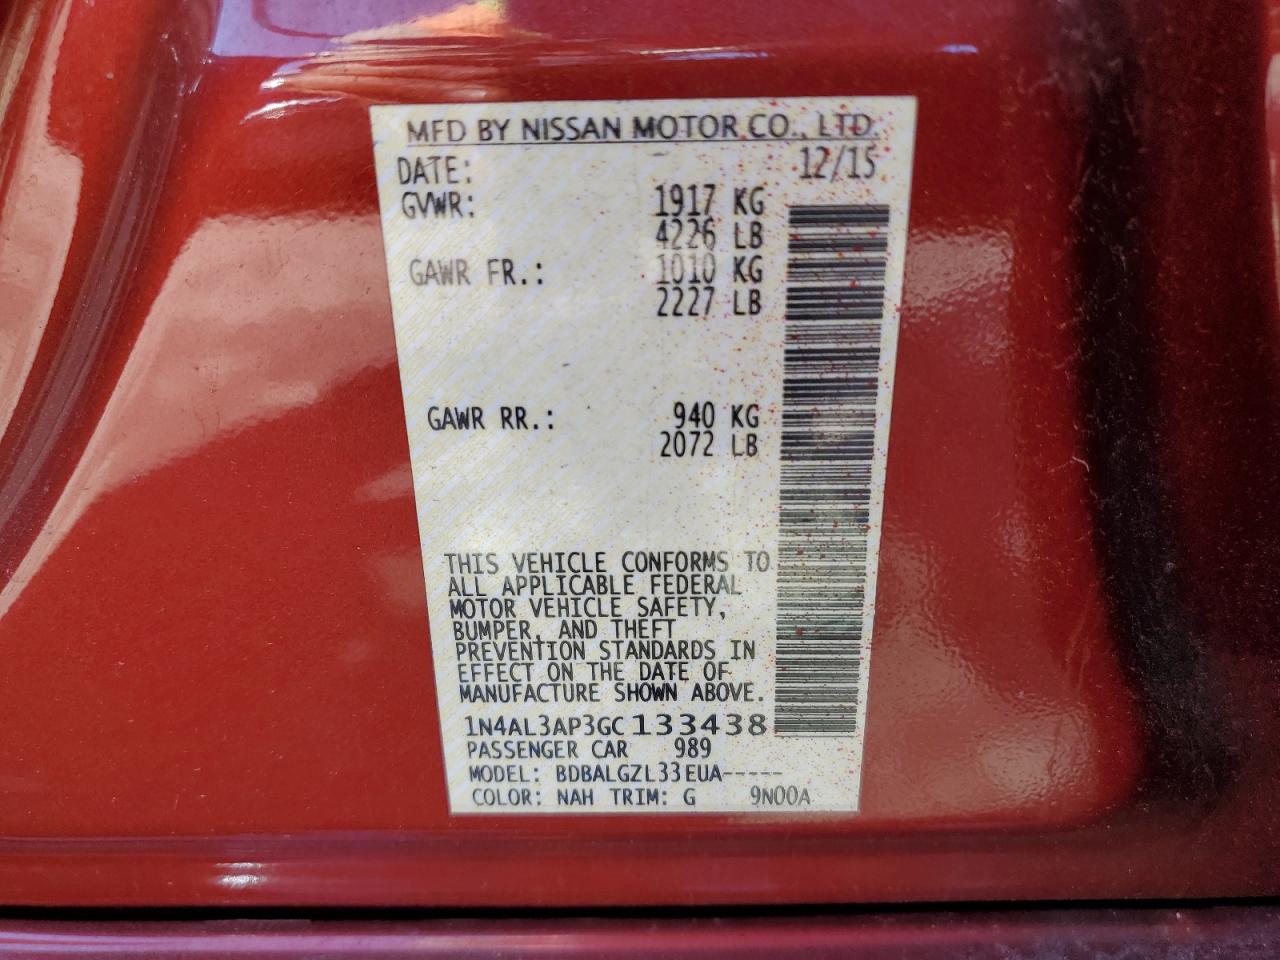 MFD BY NISSAN MOTOR CO., LTD.
DATE: 12/15
GVWR: 1917 KG
4226 LB
GAWR FR.: 1010 KG
2227 LB
GAWR RR.: 940 KG
2072 LB
THIS VEHICLE CONFORMS TO
ALL APPLICABLE FEDERAL
MOTOR VEHICLE SAFETY,
BUMPER, AND THEFT
PREVENTION STANDARDS IN
EFFECT ON THE DATE OF
MANUFACTURE SHOWN ABOVE.
1N4AL3AP3GC133438
PASSENGER CAR 989
MODEL: BDBALGZL33EUA-----
COLOR: NAH TRIM: G 9N00A